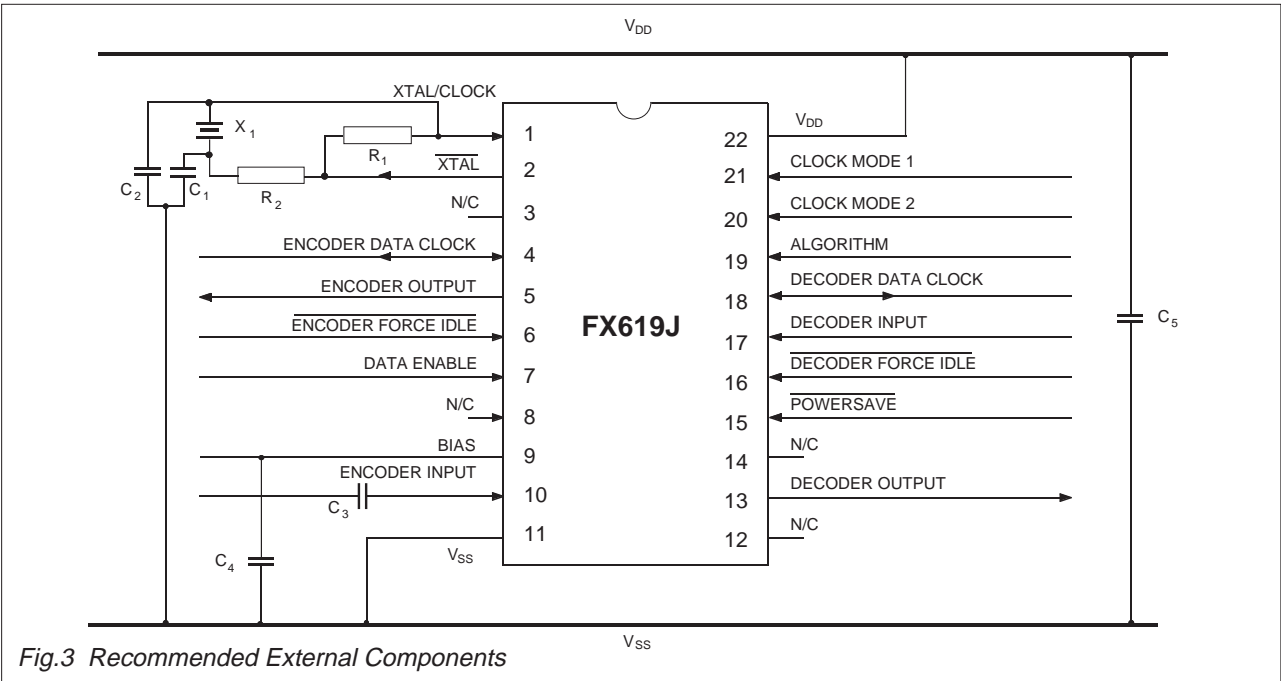 V_DD
XTAL/CLOCK
X_1
R_1
XTAL
C_2
C_1
R_2
N/C
ENCODER DATA CLOCK
ENCODER OUTPUT
ENCODER FORCE IDLE
DATA ENABLE
N/C
BIAS
ENCODER INPUT
C_3
C_4
V_SS
1
2
3
4
5
6
7
8
9
10
11
FX619J
22
21
20
19
18
17
16
15
14
13
12
V_DD
CLOCK MODE 1
CLOCK MODE 2
ALGORITHM
DECODER DATA CLOCK
DECODER INPUT
DECODER FORCE IDLE
POWERSAVE
N/C
DECODER OUTPUT
N/C
C_5
V_SS
Fig.3 Recommended External Components